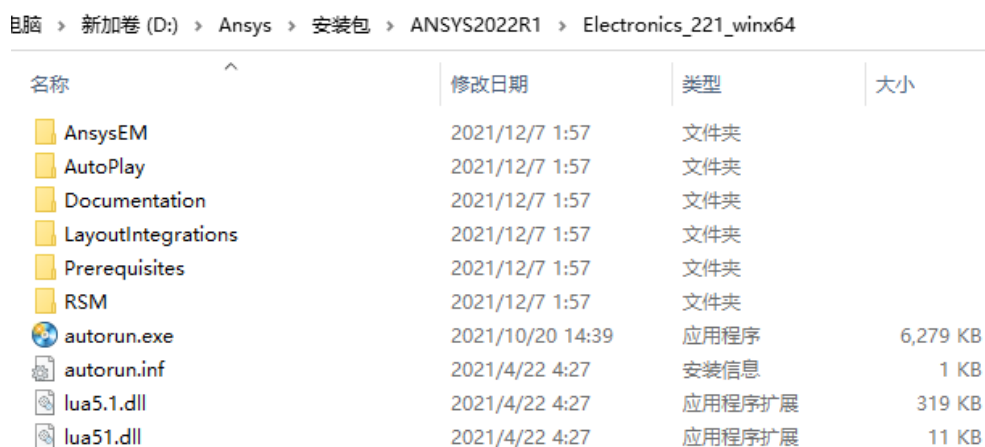 电脑 › 新加卷 (D:) › Ansys › 安装包 › ANSYS2022R1 › Electronics_221_winx64
名称 修改日期 类型 大小
AnsysEM 2021/12/7 1:57 文件夹
AutoPlay 2021/12/7 1:57 文件夹
Documentation 2021/12/7 1:57 文件夹
LayoutIntegrations 2021/12/7 1:57 文件夹
Prerequisites 2021/12/7 1:57 文件夹
RSM 2021/12/7 1:57 文件夹
autorun.exe 2021/10/20 14:39 应用程序 6,279 KB
autorun.inf 2021/4/22 4:27 安装信息 1 KB
lua5.1.dll 2021/4/22 4:27 应用程序扩展 319 KB
lua51.dll 2021/4/22 4:27 应用程序扩展 11 KB